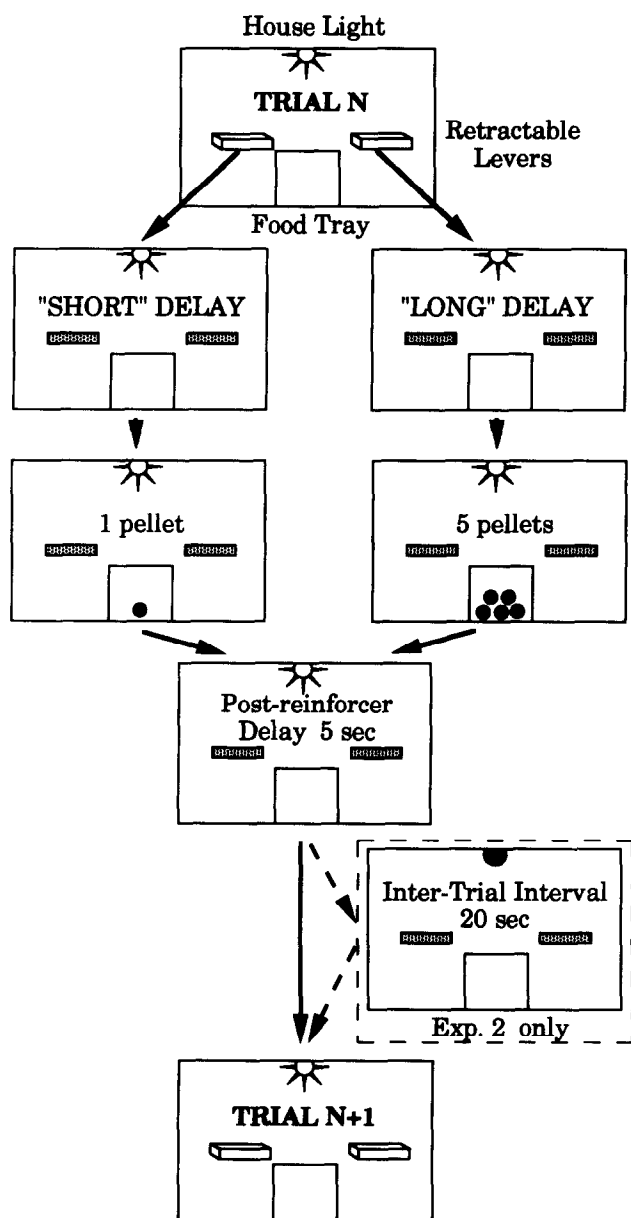 House Light
TRIAL N
Retractable
Levers
Food Tray
"SHORT" DELAY
"LONG" DELAY
1 pellet
5 pellets
Post-reinforcer
Delay 5 sec
Inter-Trial Interval
20 sec
Exp. 2 only
TRIAL N+1